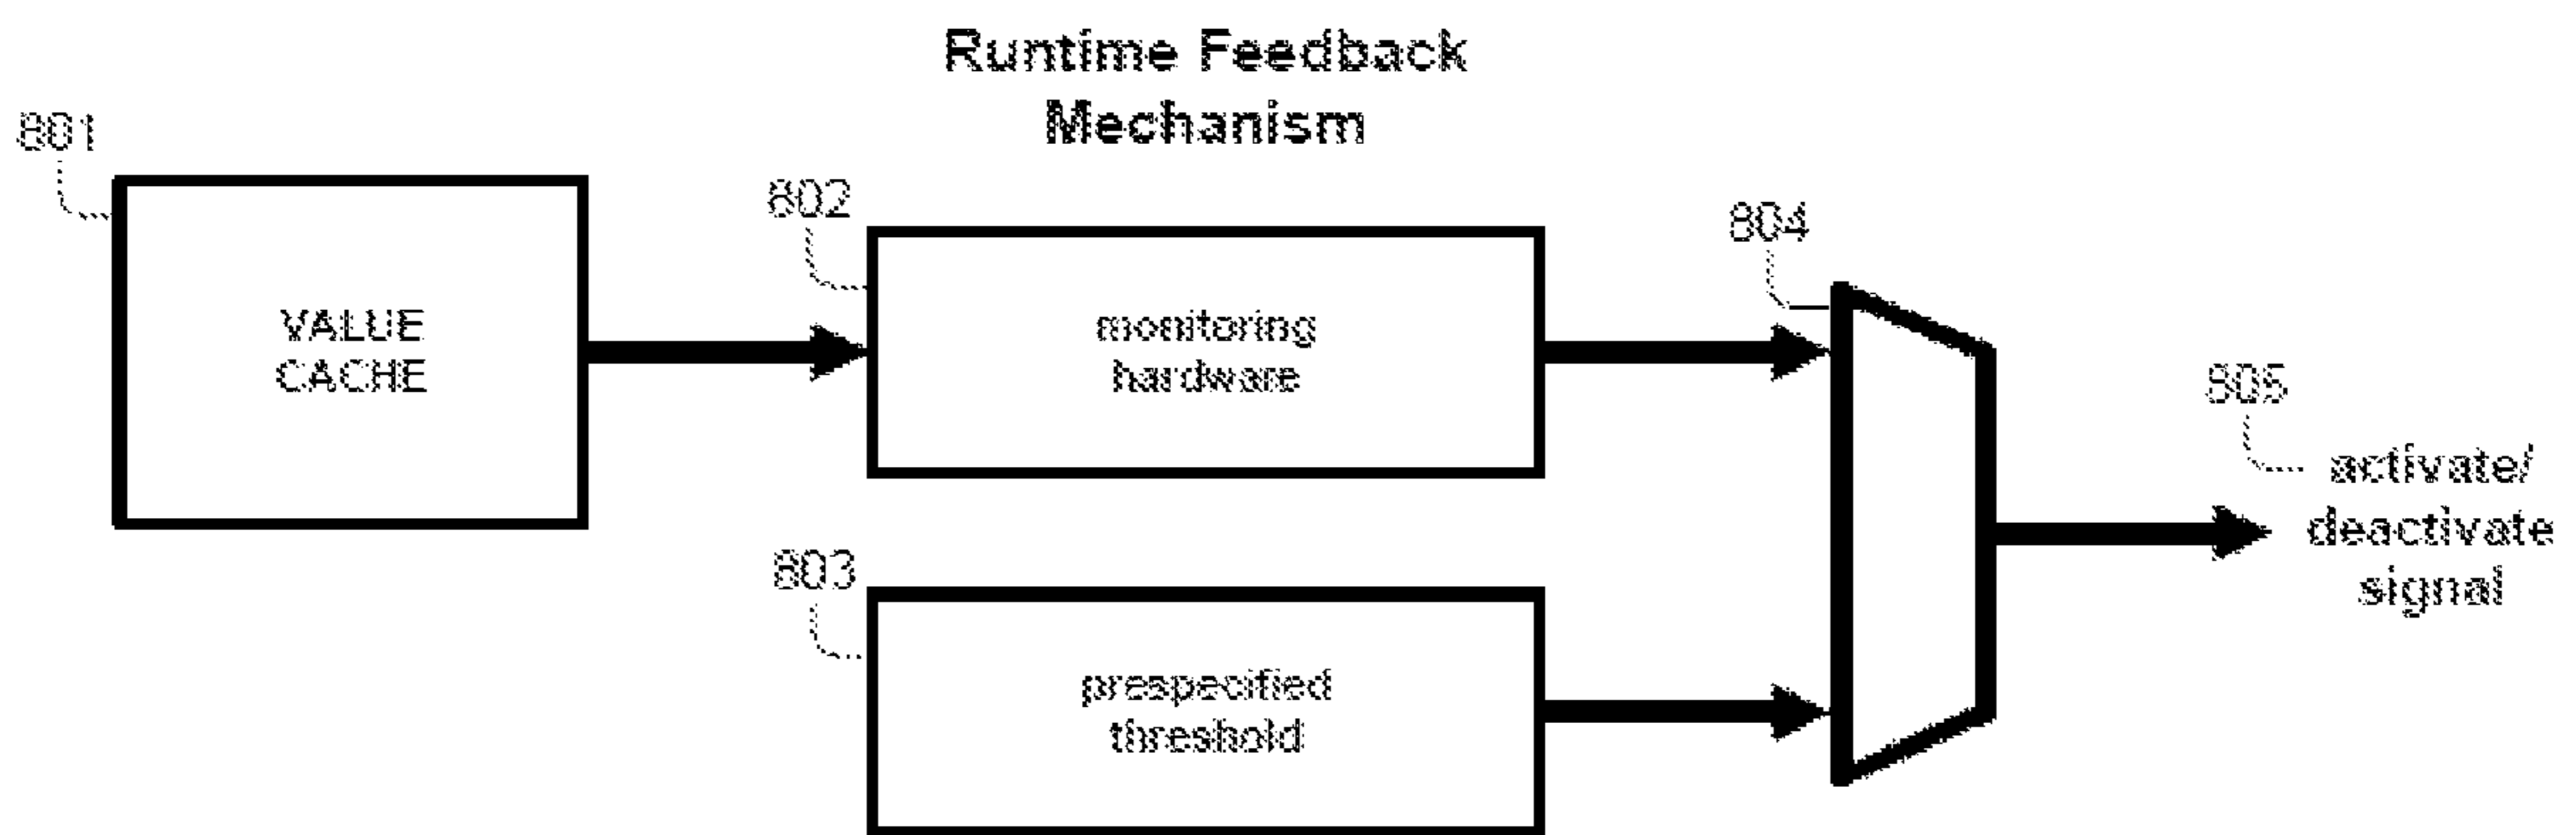 Runtime Feedback
Mechanism
801
VALUE
CACHE
802
monitoring
hardware
803
prespecified
threshold
804
805
activate/
deactivate
signal